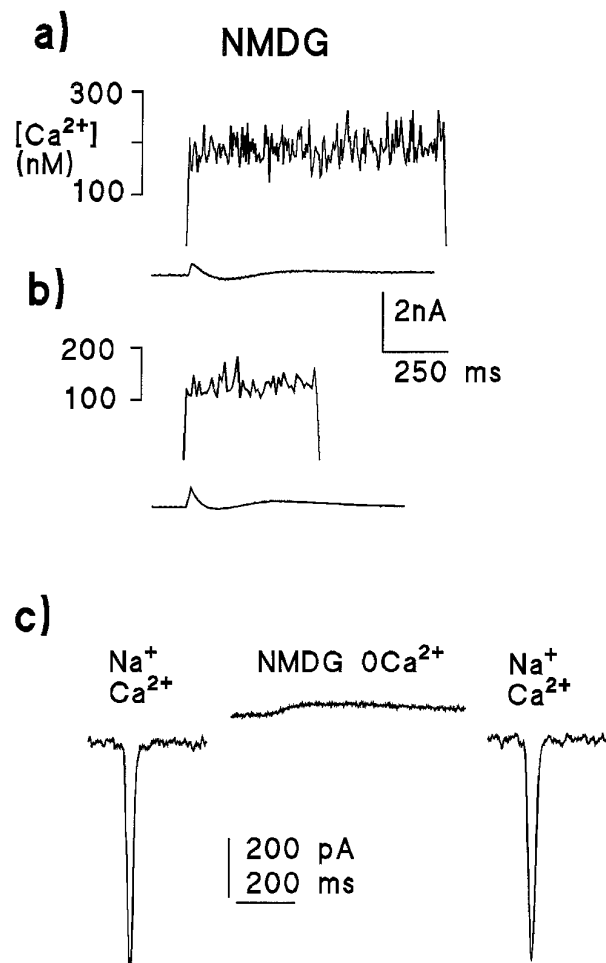 a)
NMDG
300
[Ca²⁺]
(nM)
100
b)
2nA
250 ms
200
100
c)
Na⁺
Ca²⁺
NMDG 0Ca²⁺
Na⁺
Ca²⁺
200 pA
200 ms